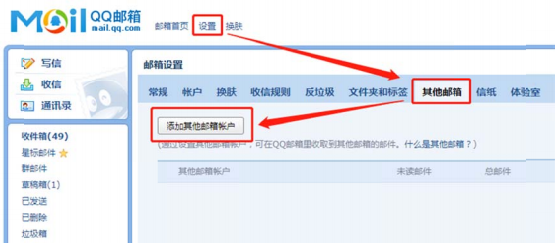 MOil QQ邮箱
mail.qq.com
邮箱首页 设置 换肤
写信
收信
通讯录
收件箱(49)
星标邮件
群邮件
草稿箱(1)
已发送
已删除
垃圾箱
邮箱设置
常规 帐户 换肤 收信规则 反垃圾 文件夹和标签 其他邮箱 信纸 体验室
添加其他邮箱帐户
(通过设置其他邮箱帐户，可在QQ邮箱里收取到其他邮箱的邮件。什么是其他邮箱？)
其他邮箱帐户 未读邮件 总邮件